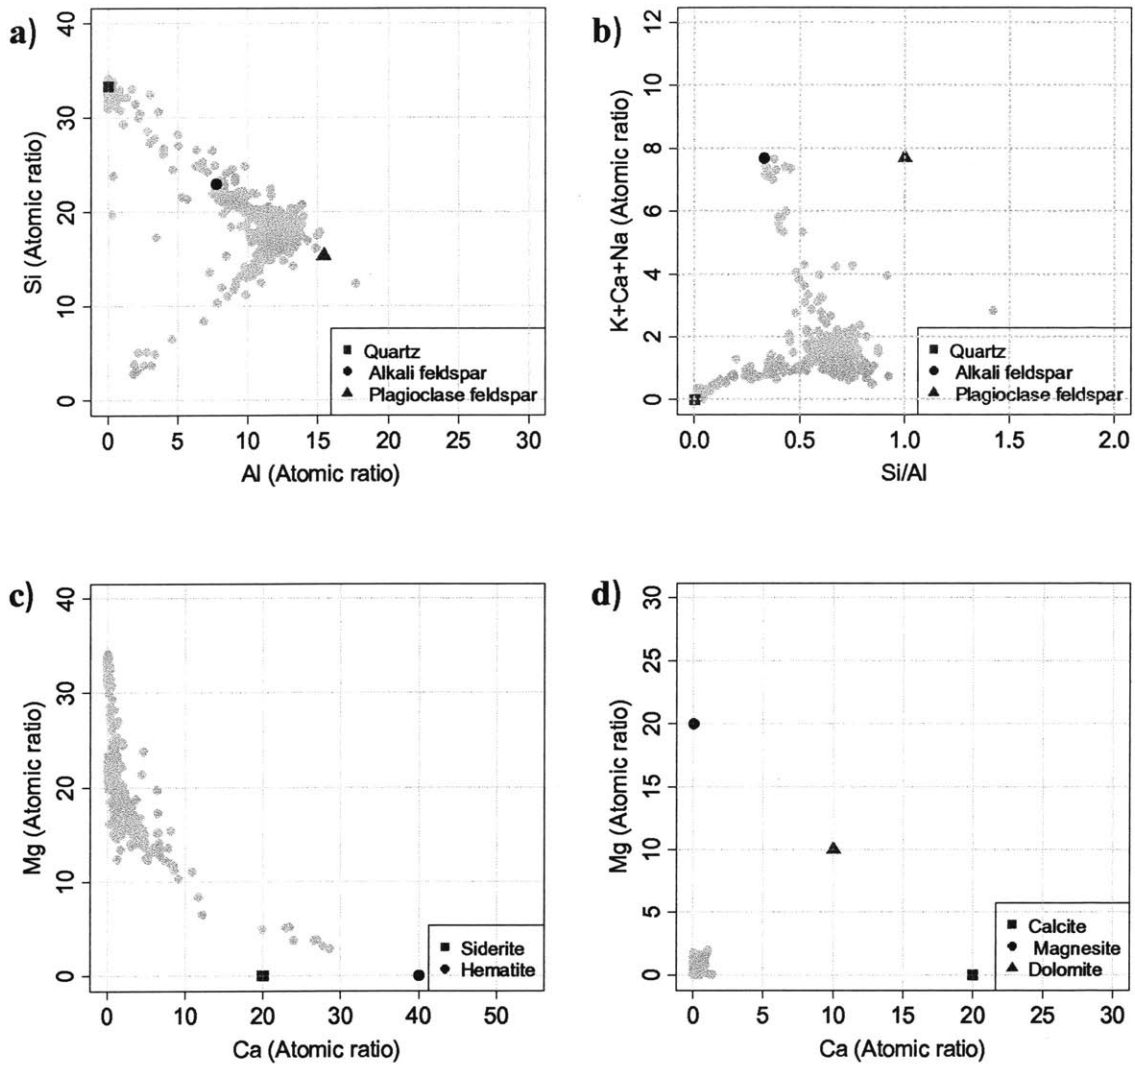 a)
40
30
20
10
0
Si (Atomic ratio)
Quartz
Alkali feldspar
Plagioclase feldspar
0 5 10 15 20 25 30
Al (Atomic ratio)
b)
12
10
8
6
4
2
0
K+Ca+Na (Atomic ratio)
Quartz
Alkali feldspar
Plagioclase feldspar
0.0 0.5 1.0 1.5 2.0
Si/Al
c)
40
30
20
10
0
Mg (Atomic ratio)
Siderite
Hematite
0 10 20 30 40 50
Ca (Atomic ratio)
d)
30
25
20
15
10
5
0
Mg (Atomic ratio)
Calcite
Magnesite
Dolomite
0 5 10 15 20 25 30
Ca (Atomic ratio)